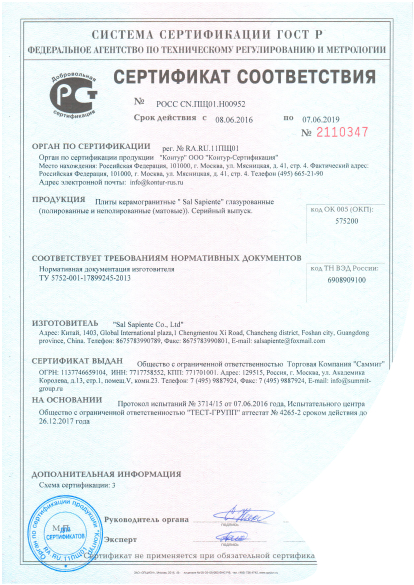 СИСТЕМА СЕРТИФИКАЦИИ ГОСТ Р
ФЕДЕРАЛЬНОЕ АГЕНТСТВО ПО ТЕХНИЧЕСКОМУ РЕГУЛИРОВАНИЮ И МЕТРОЛОГИИ
Добровольная
сертификация
СЕРТИФИКАТ СООТВЕТСТВИЯ
№ РОСС CN.ПЩ01.Н00952
Срок действия с 08.06.2016 по 07.06.2019
№ 2110347
ОРГАН ПО СЕРТИФИКАЦИИ рег. № RA.RU.11ПЩ01
Орган по сертификации продукции "Контур" ООО "Контур-Сертификация"
Место нахождения: Российская Федерация, 101000, г. Москва, ул. Мясницкая, д. 41, стр. 4. Фактический адрес:
Российская Федерация, 101000, г. Москва, ул. Мясницкая, д. 41, стр. 4. Телефон (495) 665-21-90
Адрес электронной почты: info@kontur-rus.ru
ПРОДУКЦИЯ Плиты керамогранитные " Sal Sapiente" глазурованные
(полированные и неполированные (матовые)). Серийный выпуск.
код ОК 005 (ОКП):
575200
СООТВЕТСТВУЕТ ТРЕБОВАНИЯМ НОРМАТИВНЫХ ДОКУМЕНТОВ
Нормативная документация изготовителя
ТУ 5752-001-17899245-2013
код ТН ВЭД России:
6908909100
ИЗГОТОВИТЕЛЬ "Sal Sapiente Co., Ltd"
Адрес: Китай, 1403, Global International plaza,1 Chengmentou Xi Road, Chancheng district, Foshan city, Guangdong
province, China. Телефон: 8675783990789, Факс: 8675783990801, E-mail: salsapiente@foxmail.com
СЕРТИФИКАТ ВЫДАН Общество с ограниченной ответственностью Торговая Компания "Саммит"
ОГРН: 1137746659104, ИНН: 7717758552, КПП: 771701001. Адрес: 129515, Россия, г. Москва, ул. Академика
Королева, д.13, стр.1, помещ.V, комн.23. Телефон: 7 (495) 9887924, Факс: 7 (495) 9887924, E-mail: info@summit-
group.ru
НА ОСНОВАНИИ Протокол испытаний № 3714/15 от 07.06.2016 года, Испытательного центра
Общество с ограниченной ответственностью "ТЕСТ-ГРУПП" аттестат № 4265-2 сроком действия до
26.12.2017 года
ДОПОЛНИТЕЛЬНАЯ ИНФОРМАЦИЯ
Схема сертификации: 3
М.П.
ДЛЯ
СЕРТИФИКАТОВ
Руководитель органа
подпись
Эксперт
подпись
Сертификат не применяется при обязательной сертификации